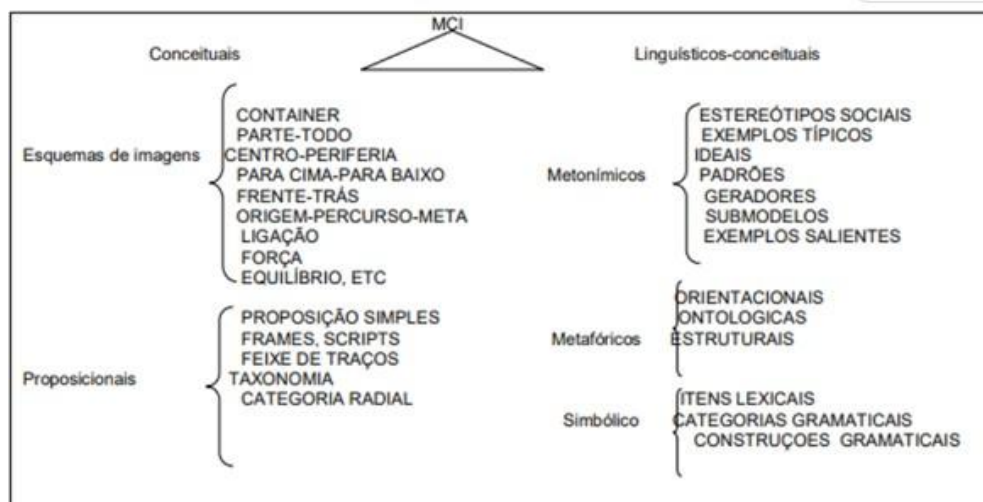 MCI
Conceituais
Linguísticos-conceituais
Esquemas de imagens
CONTAINER
PARTE-TODO
CENTRO-PERIFERIA
PARA CIMA-PARA BAIXO
FRENTE-TRÁS
ORIGEM-PERCURSO-META
LIGAÇÃO
FORÇA
EQUILÍBRIO, ETC
Proposicionais
PROPOSIÇÃO SIMPLES
FRAMES, SCRIPTS
FEIXE DE TRAÇOS
TAXONOMIA
CATEGORIA RADIAL
Metonímicos
ESTEREÓTIPOS SOCIAIS
EXEMPLOS TÍPICOS
IDEAIS
PADRÕES
GERADORES
SUBMODELOS
EXEMPLOS SALIENTES
Metafóricos
ORIENTACIONAIS
ONTOLOGICAS
ESTRUTURAIS
Simbólico
ITENS LEXICAIS
CATEGORIAS GRAMATICAIS
CONSTRUÇOES GRAMATICAIS